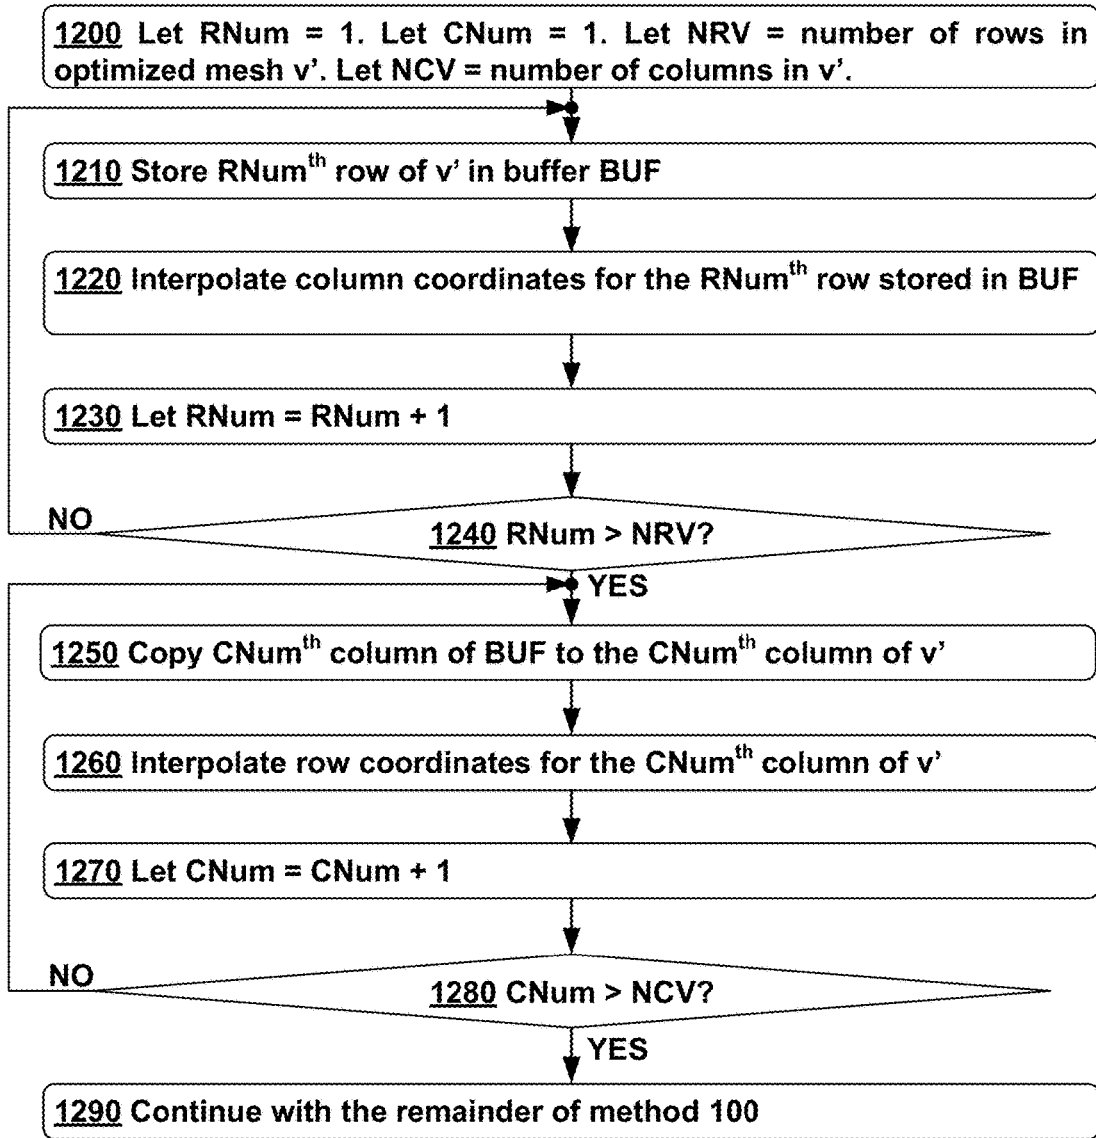 1200 Let RNum = 1. Let CNum = 1. Let NRV = number of rows in
optimized mesh v’. Let NCV = number of columns in v’.
1210 Store RNumth row of v’ in buffer BUF
1220 Interpolate column coordinates for the RNumth row stored in BUF
1230 Let RNum = RNum + 1
NO
1240 RNum > NRV?
YES
1250 Copy CNumth column of BUF to the CNumth column of v’
1260 Interpolate row coordinates for the CNumth column of v’
1270 Let CNum = CNum + 1
NO
1280 CNum > NCV?
YES
1290 Continue with the remainder of method 100